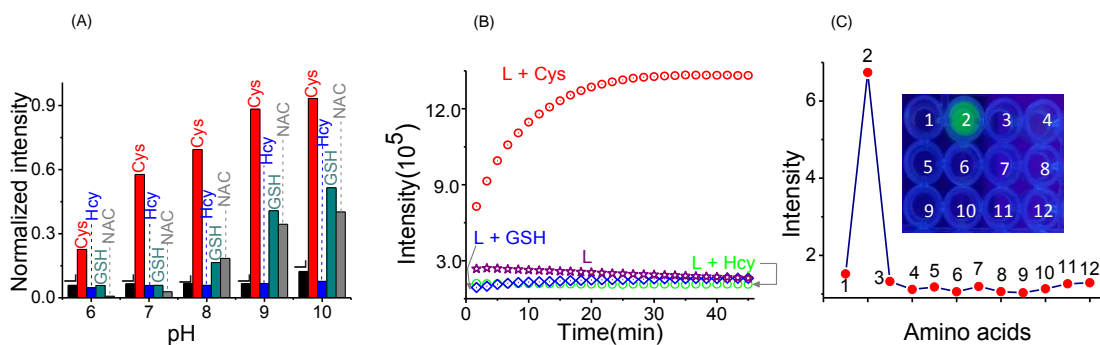 (A)
Normalized intensity
0.9
0.6
0.3
0.0
L
Cys
Hcy
GSH
NAC
L
Cys
Hcy
GSH
NAC
L
Cys
Hcy
GSH
NAC
L
Cys
Hcy
GSH
NAC
L
Cys
Hcy
GSH
NAC
6 7 8 9 10
pH
(B)
Intensity(10⁵)
12.0
9.0
6.0
3.0
L + Cys
L + GSH
L
L + Hcy
0 10 20 30 40
Time(min)
(C)
Intensity
6
4
2
1
2
3
4
5
6
7
8
9
10
11
12
1 2 3 4
5 6 7 8
9 10 11 12
Amino acids